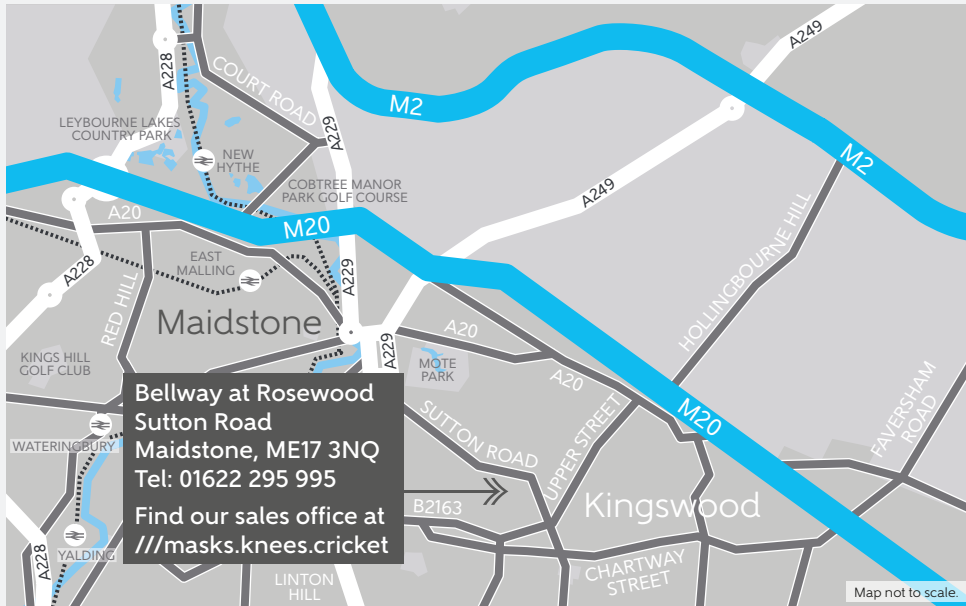 A228
COURT ROAD
M2
A249
A229
LEYBOURNE LAKES
COUNTRY PARK
NEW
HYTHE
M2
COBTREE MANOR
PARK GOLF COURSE
A249
A20
M20
HOLLINGBOURNE HILL
EAST
MALLING
A228
A229
RED HILL
Maidstone
A20
A229
KINGS HILL
GOLF CLUB
MOTE
PARK
A20
M20
FAVERSHAM
ROAD
Bellway at Rosewood
Sutton Road
Maidstone, ME17 3NQ
Tel: 01622 295 995
Find our sales office at
///masks.knees.cricket
SUTTON ROAD
UPPER STREET
WATERINGBURY
B2163
Kingswood
YALDING
A228
LINTON
HILL
CHARTWAY
STREET
Map not to scale.